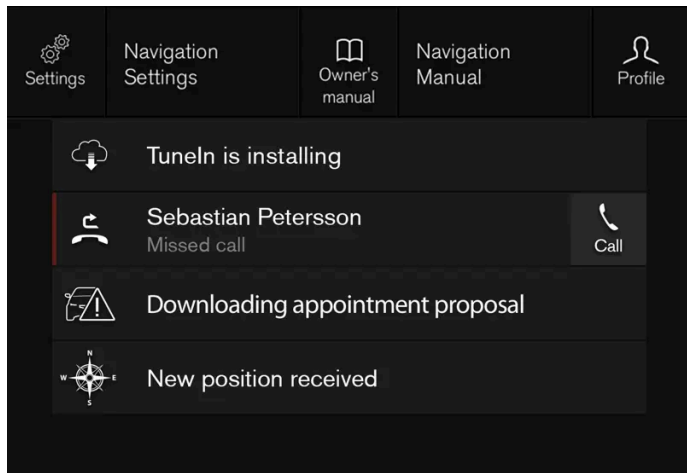 Settings
Navigation
Settings
Owner's
manual
Navigation
Manual
Profile
TuneIn is installing
Sebastian Petersson
Missed call
Call
Downloading appointment proposal
N
W
E
S
New position received